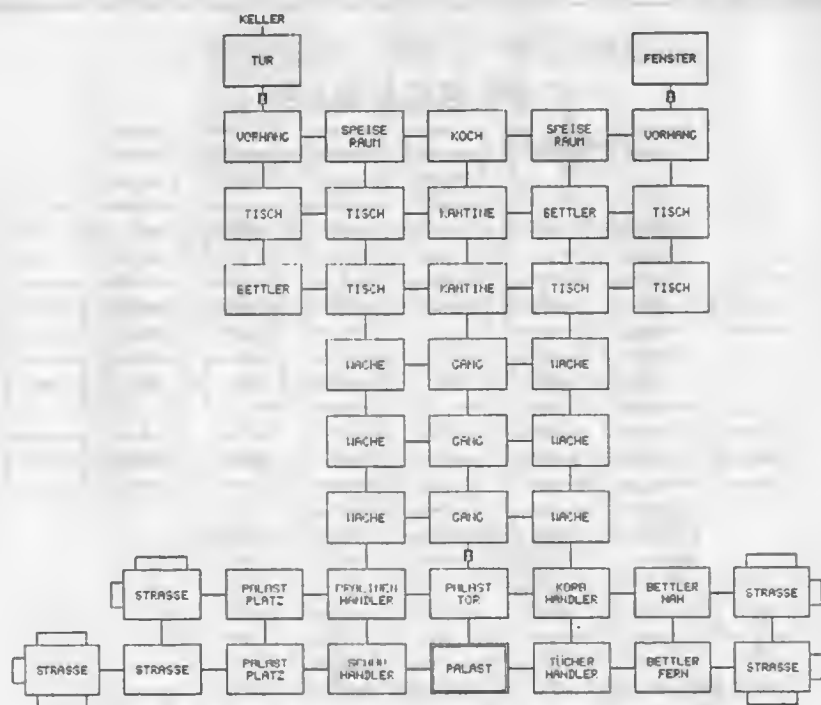 KELLER
TUR
FENSTER
VORHANG
SPEISE
RAUM
KOCH
SPEISE
RAUM
VORHANG
TISCH
TISCH
KANTINE
BETTLER
TISCH
BETTLER
TISCH
KANTINE
TISCH
TISCH
WACHE
GANG
WACHE
WACHE
GANG
WACHE
WACHE
GANG
WACHE
STRASSE
PALAST
PLATZ
PRALINEN
HANDLER
PALAST
TOR
KORB
HANDLER
BETTLER
NAH
STRASSE
STRASSE
STRASSE
PALAST
PLATZ
HANDLER
PALAST
TÜCHER
HANDLER
BETTLER
FERN
STRASSE